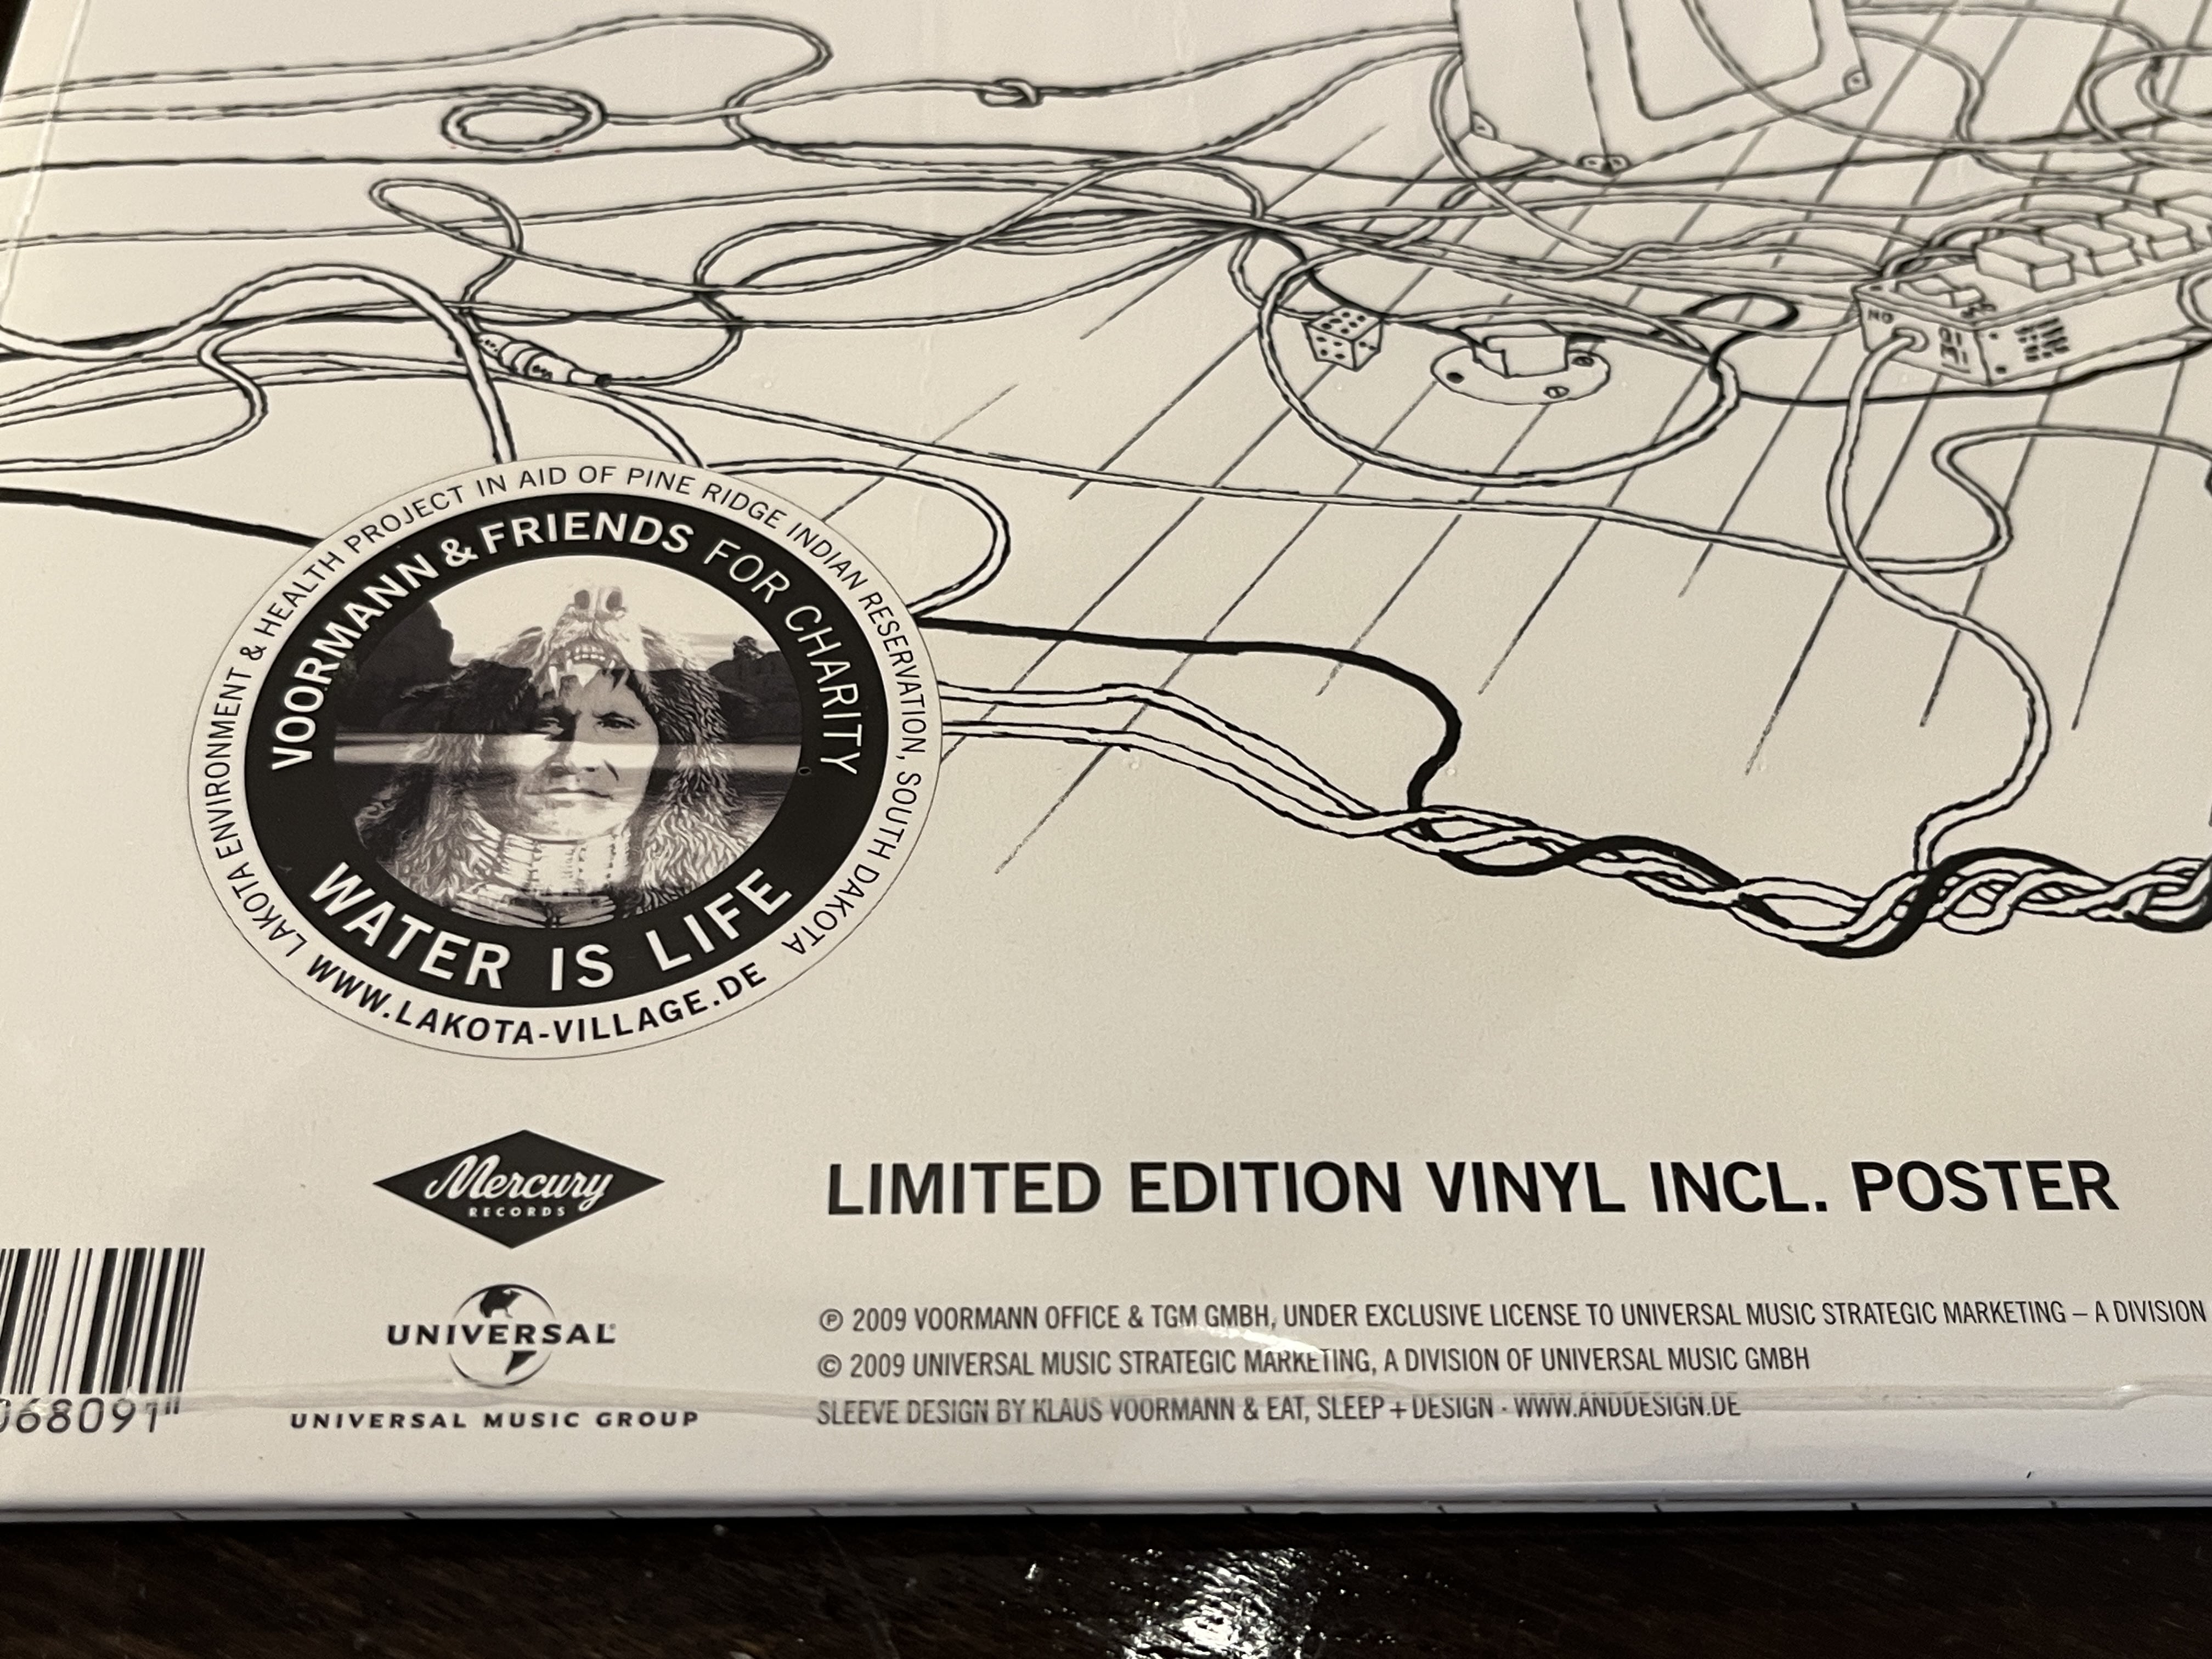 NO
LAKOTA ENVIRONMENT & HEALTH PROJECT IN AID OF PINE RIDGE INDIAN RESERVATION, SOUTH DAKOTA
VOORMANN & FRIENDS FOR CHARITY
WATER IS LIFE
WWW.LAKOTA-VILLAGE.DE
Mercury
RECORDS
LIMITED EDITION VINYL INCL. POSTER
UNIVERSAL
UNIVERSAL MUSIC GROUP
068091
℗ 2009 VOORMANN OFFICE & TGM GMBH, UNDER EXCLUSIVE LICENSE TO UNIVERSAL MUSIC STRATEGIC MARKETING – A DIVISION
© 2009 UNIVERSAL MUSIC STRATEGIC MARKETING, A DIVISION OF UNIVERSAL MUSIC GMBH
SLEEVE DESIGN BY KLAUS VOORMANN & EAT, SLEEP + DESIGN · WWW.ANDDESIGN.DE